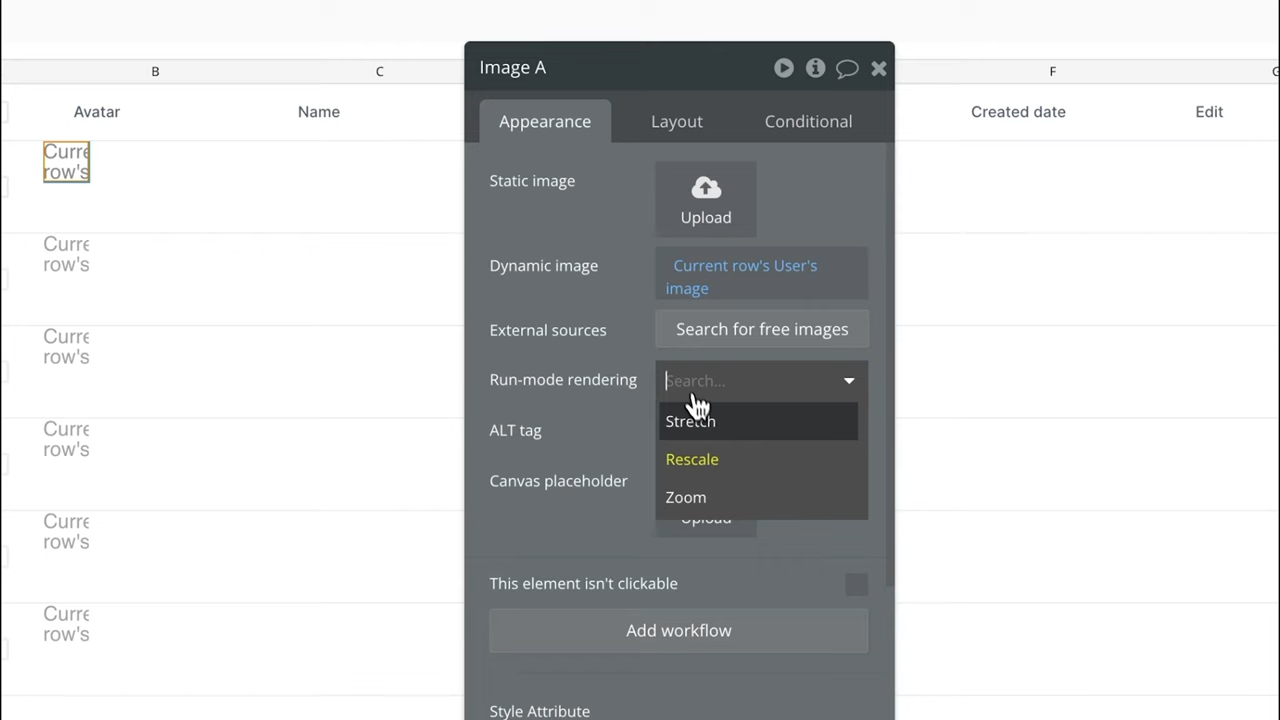 Image A
B
C
F
Avatar
Name
Appearance
Layout
Conditional
Created date
Edit
Curre
row's
Static image
Upload
Curre
row's
Dynamic image
Current row's User's
image
External sources
Search for free images
Curre
row's
Run-mode rendering
Search...
Stretch
Curre
row's
ALT tag
Rescale
Canvas placeholder
Zoom
Upload
Curre
row's
This element isn't clickable
Curre
row's
Add workflow
Style Attribute